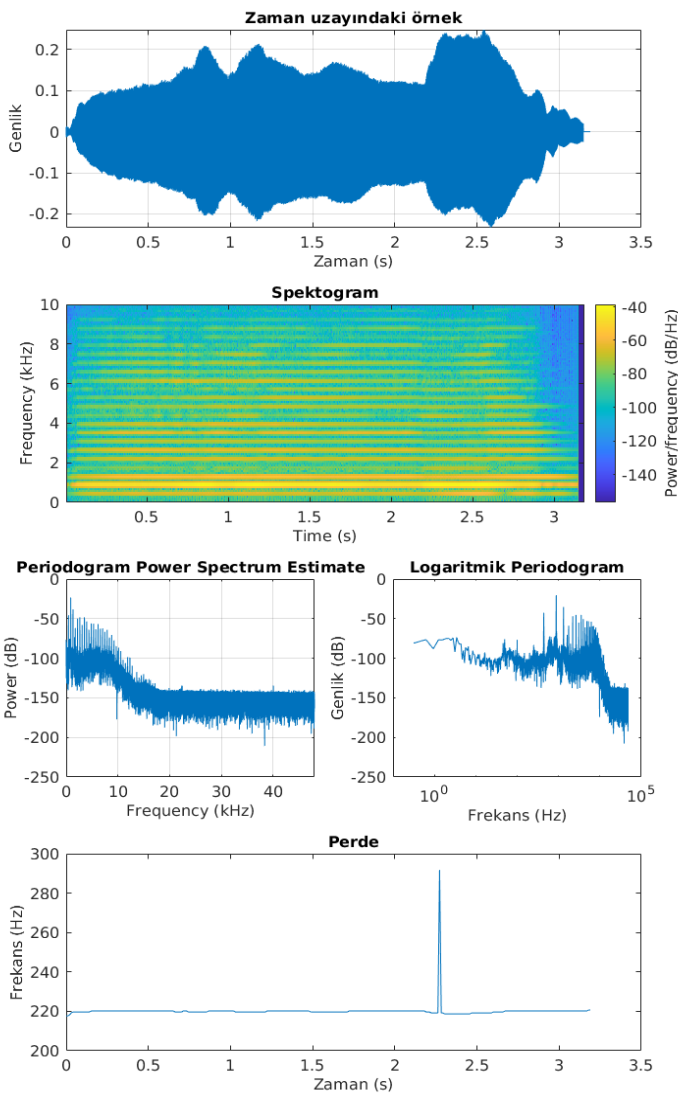 Zaman uzayındaki örnek
0.2
0.1
0
-0.1
-0.2
Genlik
0 0.5 1 1.5 2 2.5 3 3.5
Zaman (s)
Spektogram
10
8
6
4
2
0
Frequency (kHz)
0.5 1 1.5 2 2.5 3
Time (s)
-40
-60
-80
-100
-120
-140
Power/frequency (dB/Hz)
Periodogram Power Spectrum Estimate
0
-50
-100
-150
-200
-250
Power (dB)
0 10 20 30 40
Frequency (kHz)
Logaritmik Periodogram
0
-50
-100
-150
-200
-250
Genlik (dB)
10⁰ 10⁵
Frekans (Hz)
Perde
300
280
260
240
220
200
Frekans (Hz)
0 0.5 1 1.5 2 2.5 3 3.5
Zaman (s)